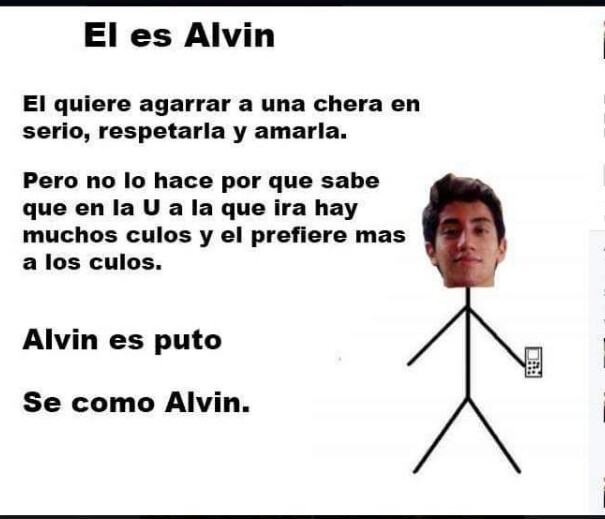 El es Alvin
El quiere agarrar a una chera en
serio, respetarla y amarla.
Pero no lo hace por que sabe
que en la U a la que ira hay
muchos culos y el prefiere mas
a los culos.
Alvin es puto
Se como Alvin.